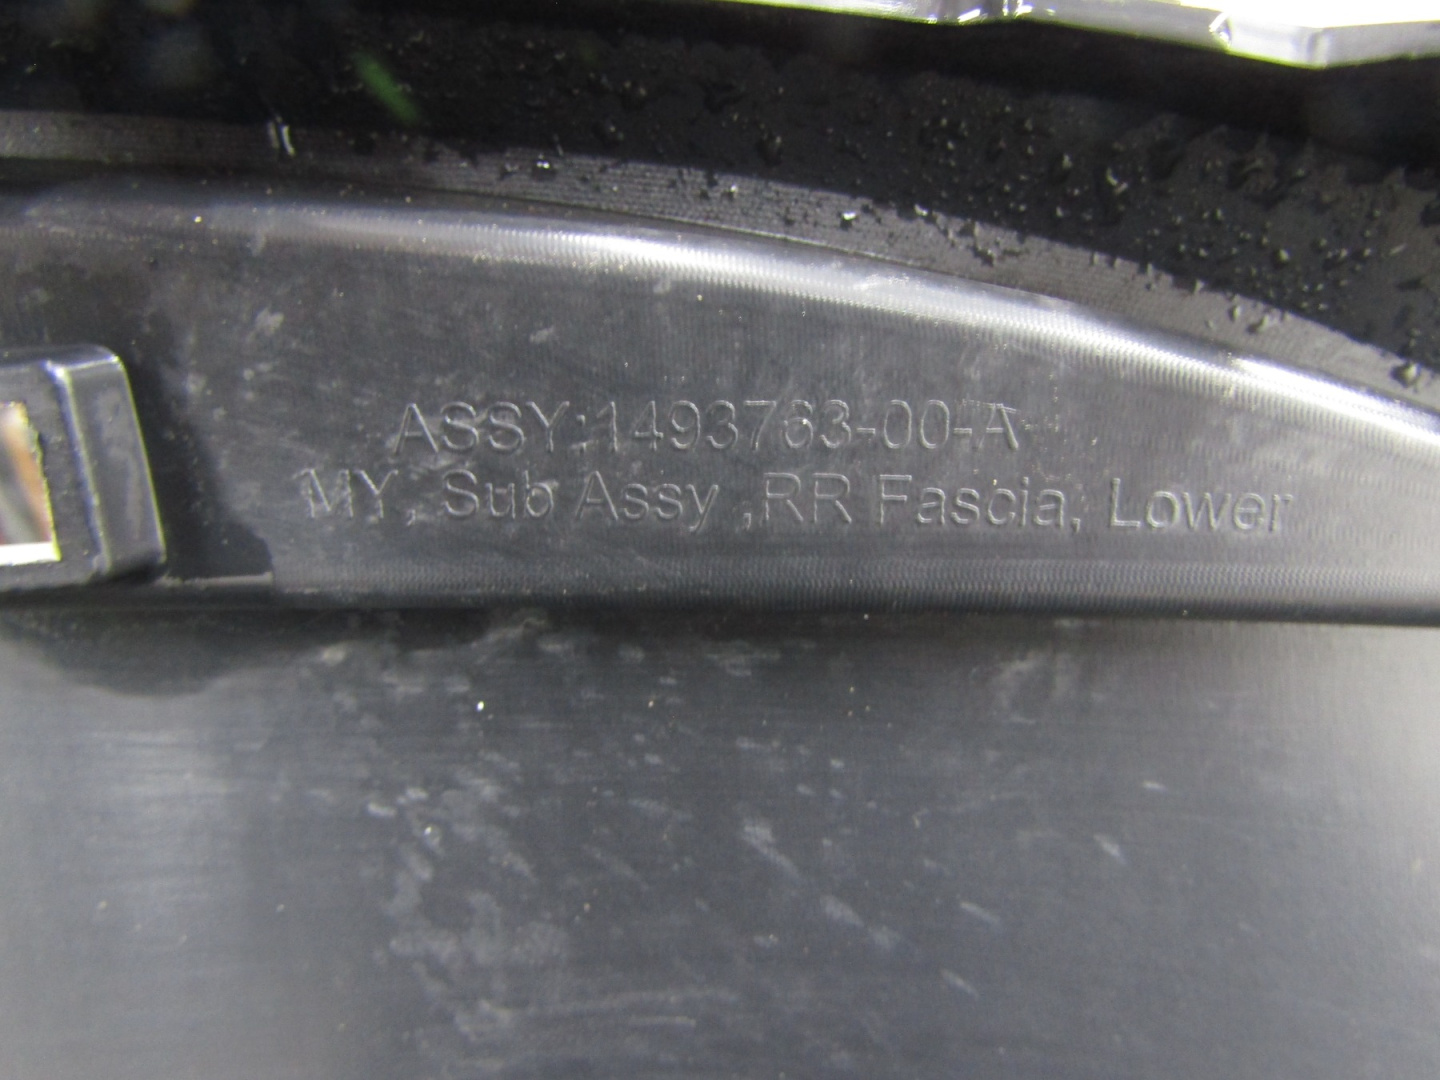 ASSY:1493763-00-A
MY, Sub Assy ,RR Fascia, Lower